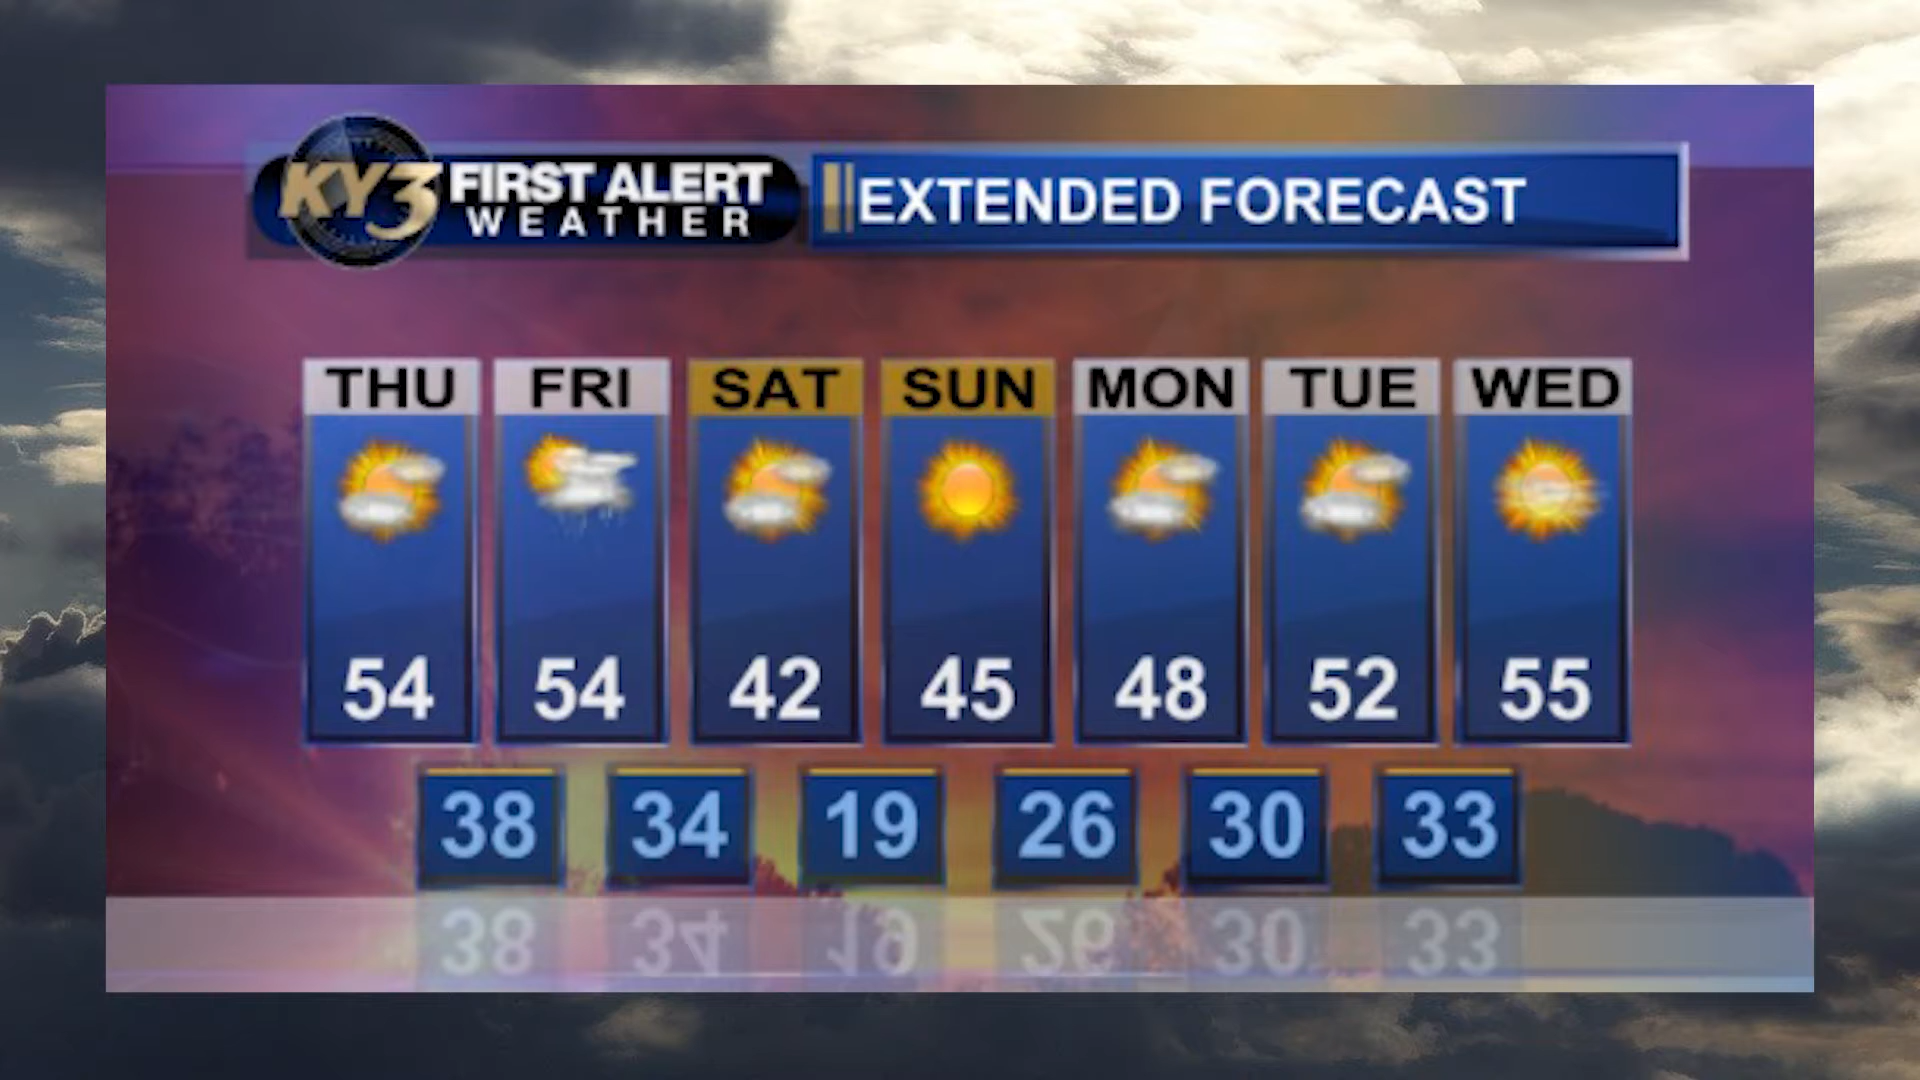 KY3 FIRST ALERT
WEATHER
EXTENDED FORECAST
THU FRI SAT SUN MON TUE WED
54 54 42 45 48 52 55
38 34 19 26 30 33